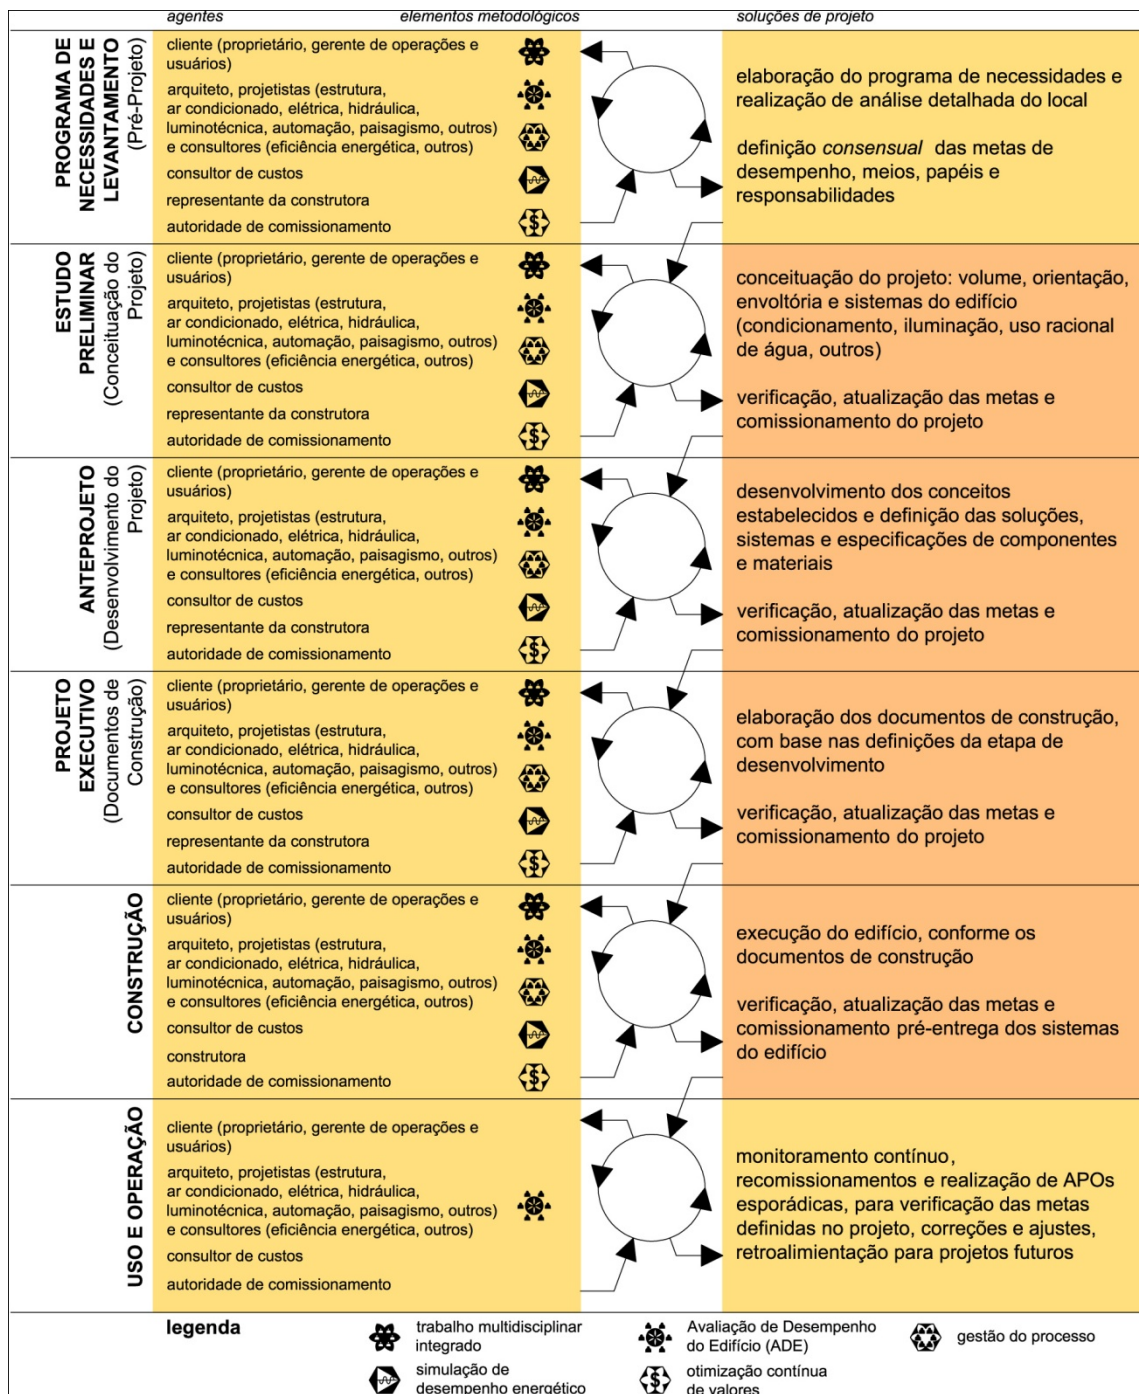 agentes elementos metodológicos soluções de projeto
PROGRAMA DE
NECESSIDADES E
LEVANTAMENTO
(Pré-Projeto)
cliente (proprietário, gerente de operações e
usuários)
arquiteto, projetistas (estrutura,
ar condicionado, elétrica, hidráulica,
luminotécnica, automação, paisagismo, outros)
e consultores (eficiência energética, outros)
consultor de custos
representante da construtora
autoridade de comissionamento
elaboração do programa de necessidades e
realização de análise detalhada do local
definição consensual das metas de
desempenho, meios, papéis e
responsabilidades
ESTUDO
PRELIMINAR
(Conceituação do
Projeto)
cliente (proprietário, gerente de operações e
usuários)
arquiteto, projetistas (estrutura,
ar condicionado, elétrica, hidráulica,
luminotécnica, automação, paisagismo, outros)
e consultores (eficiência energética, outros)
consultor de custos
representante da construtora
autoridade de comissionamento
conceituação do projeto: volume, orientação,
envoltória e sistemas do edifício
(condicionamento, iluminação, uso racional
de água, outros)
verificação, atualização das metas e
comissionamento do projeto
ANTEPROJETO
(Desenvolvimento do
Projeto)
cliente (proprietário, gerente de operações e
usuários)
arquiteto, projetistas (estrutura,
ar condicionado, elétrica, hidráulica,
luminotécnica, automação, paisagismo, outros)
e consultores (eficiência energética, outros)
consultor de custos
representante da construtora
autoridade de comissionamento
desenvolvimento dos conceitos
estabelecidos e definição das soluções,
sistemas e especificações de componentes
e materiais
verificação, atualização das metas e
comissionamento do projeto
PROJETO
EXECUTIVO
(Documentos de
Construção)
cliente (proprietário, gerente de operações e
usuários)
arquiteto, projetistas (estrutura,
ar condicionado, elétrica, hidráulica,
luminotécnica, automação, paisagismo, outros)
e consultores (eficiência energética, outros)
consultor de custos
representante da construtora
autoridade de comissionamento
elaboração dos documentos de construção,
com base nas definições da etapa de
desenvolvimento
verificação, atualização das metas e
comissionamento do projeto
CONSTRUÇÃO
cliente (proprietário, gerente de operações e
usuários)
arquiteto, projetistas (estrutura,
ar condicionado, elétrica, hidráulica,
luminotécnica, automação, paisagismo, outros)
e consultores (eficiência energética, outros)
consultor de custos
construtora
autoridade de comissionamento
execução do edifício, conforme os
documentos de construção
verificação, atualização das metas e
comissionamento pré-entrega dos sistemas
do edifício
USO E OPERAÇÃO
cliente (proprietário, gerente de operações e
usuários)
arquiteto, projetistas (estrutura,
ar condicionado, elétrica, hidráulica,
luminotécnica, automação, paisagismo, outros)
e consultores (eficiência energética, outros)
consultor de custos
autoridade de comissionamento
monitoramento contínuo,
recomissionamentos e realização de APOs
esporádicas, para verificação das metas
definidas no projeto, correções e ajustes,
retroalimentação para projetos futuros
legenda
trabalho multidisciplinar
integrado
Avaliação de Desempenho
do Edifício (ADE)
gestão do processo
simulação de
desempenho energético
otimização contínua
de valores